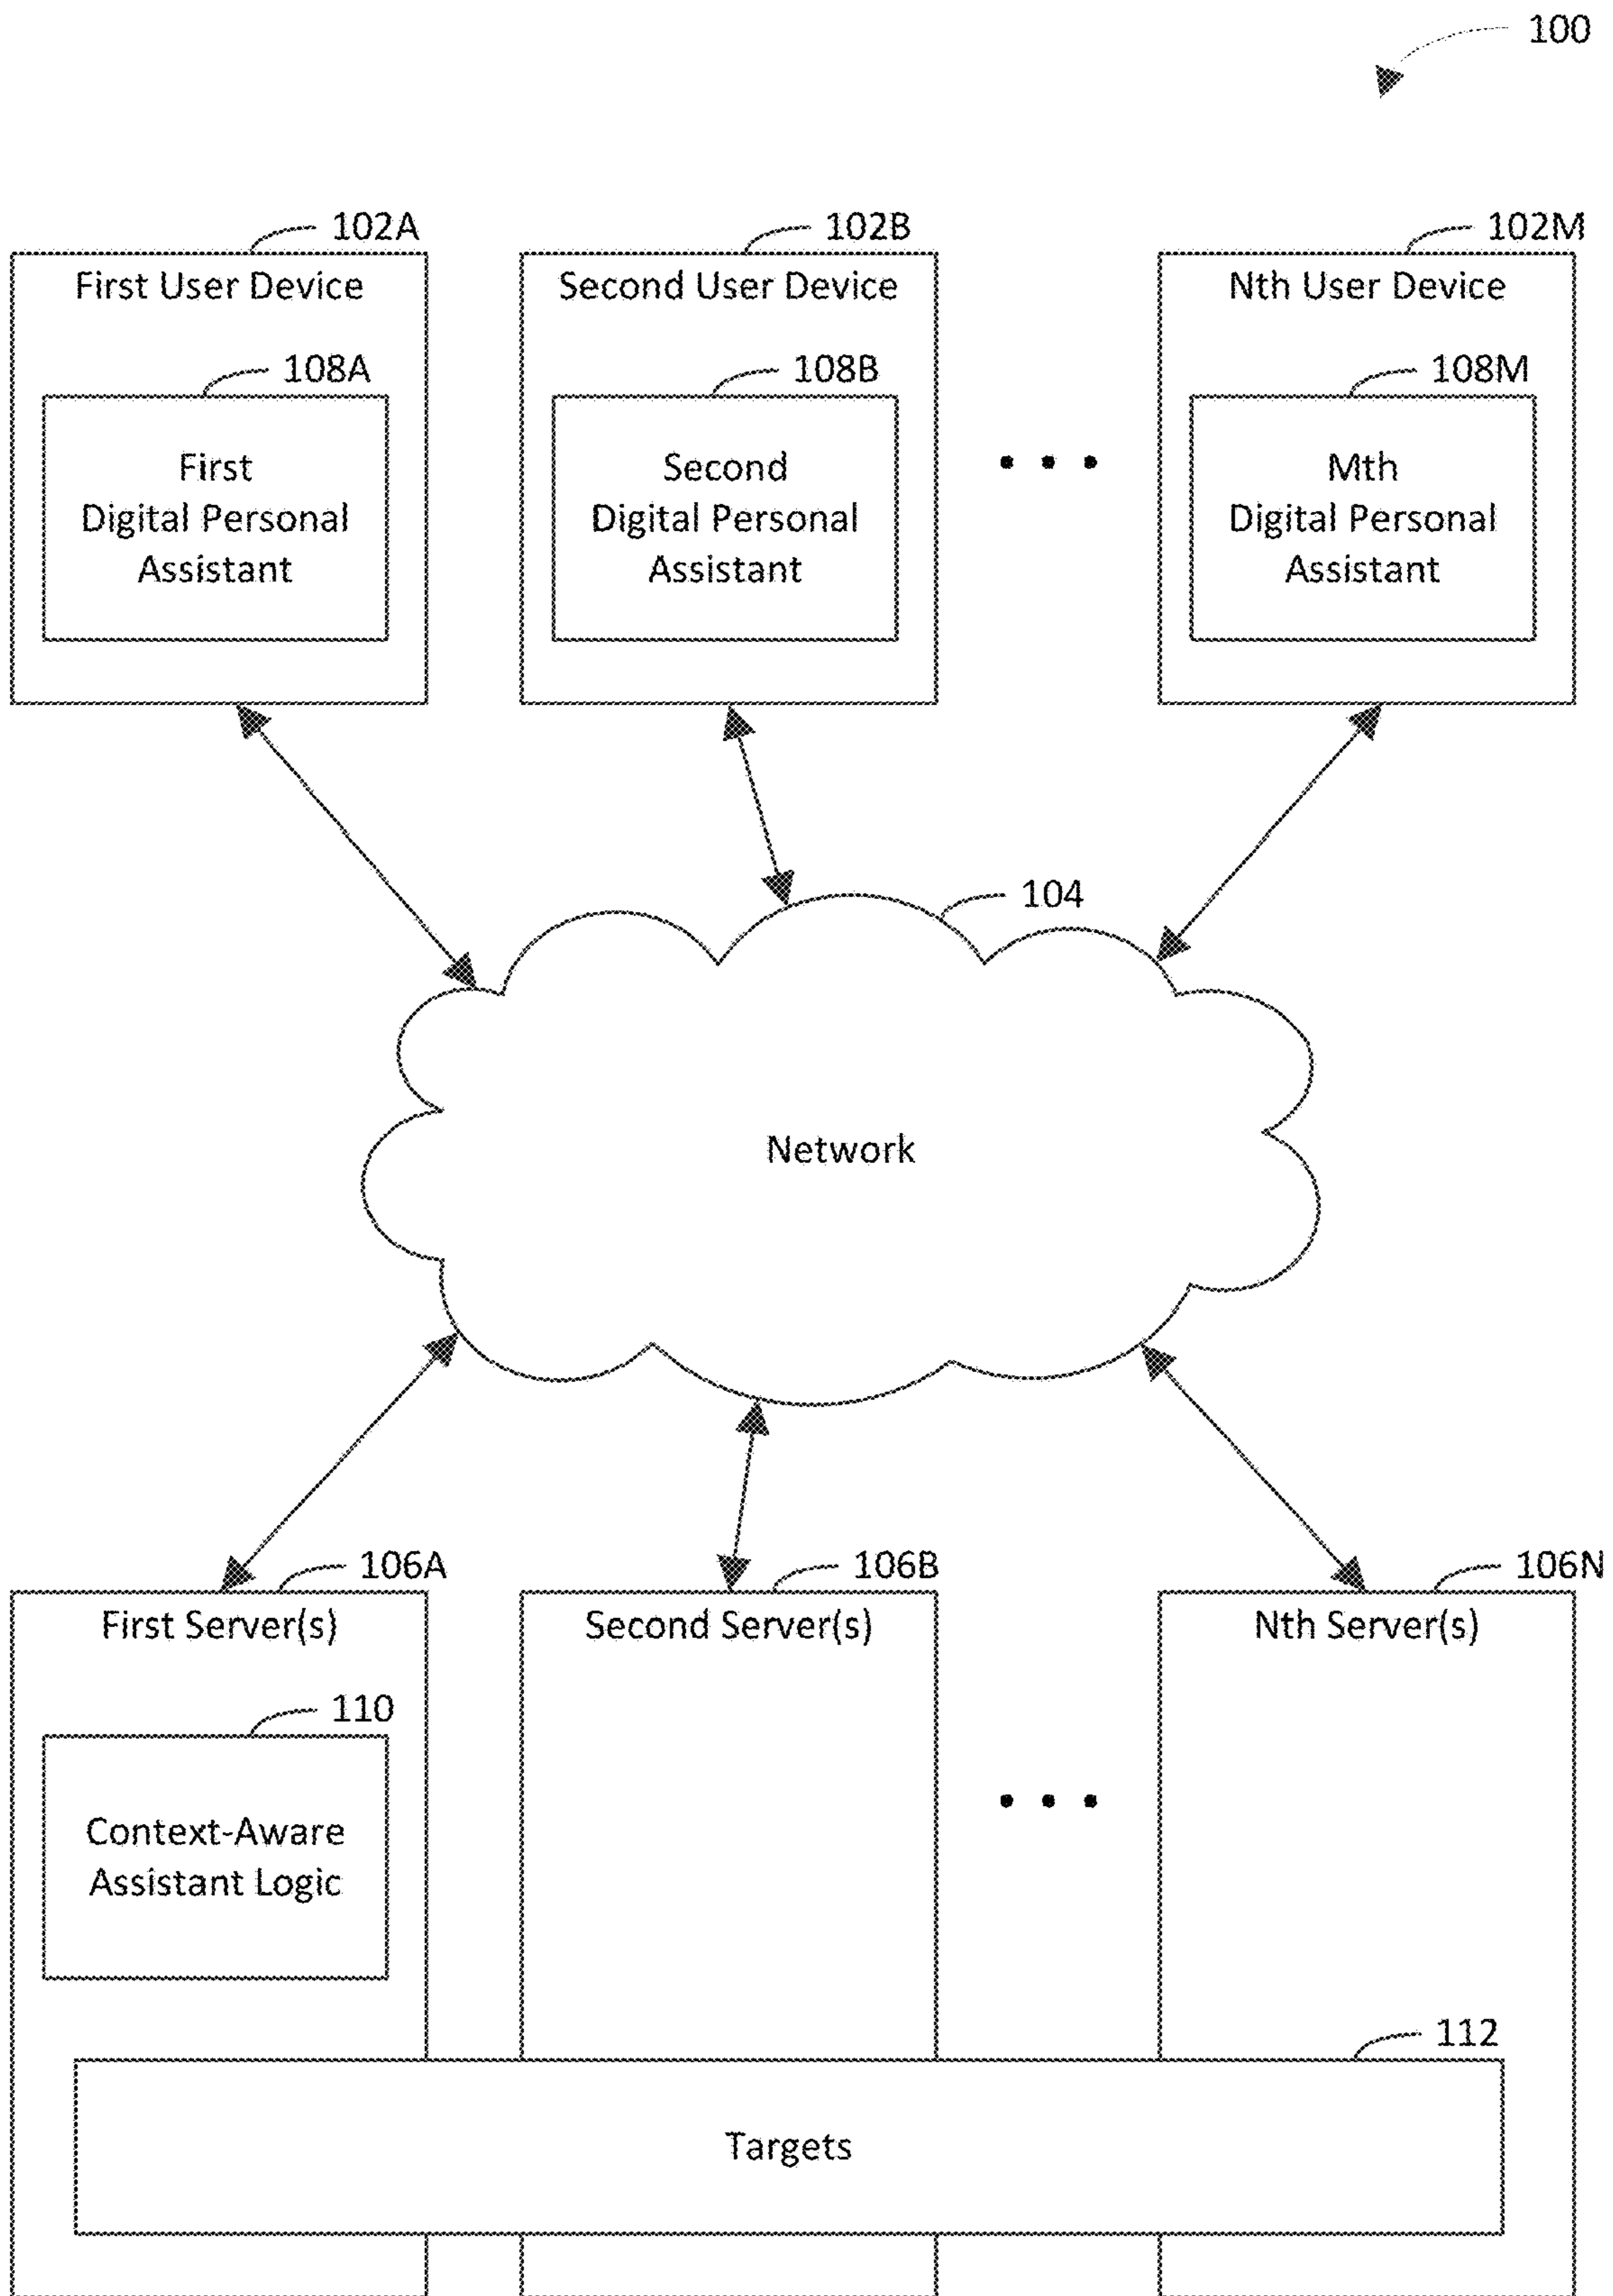 100
102A
102B
102M
First User Device
Second User Device
Nth User Device
108A
108B
108M
First
Digital Personal
Assistant
Second
Digital Personal
Assistant
Mth
Digital Personal
Assistant
104
Network
106A
106B
106N
First Server(s)
Second Server(s)
Nth Server(s)
110
Context-Aware
Assistant Logic
112
Targets